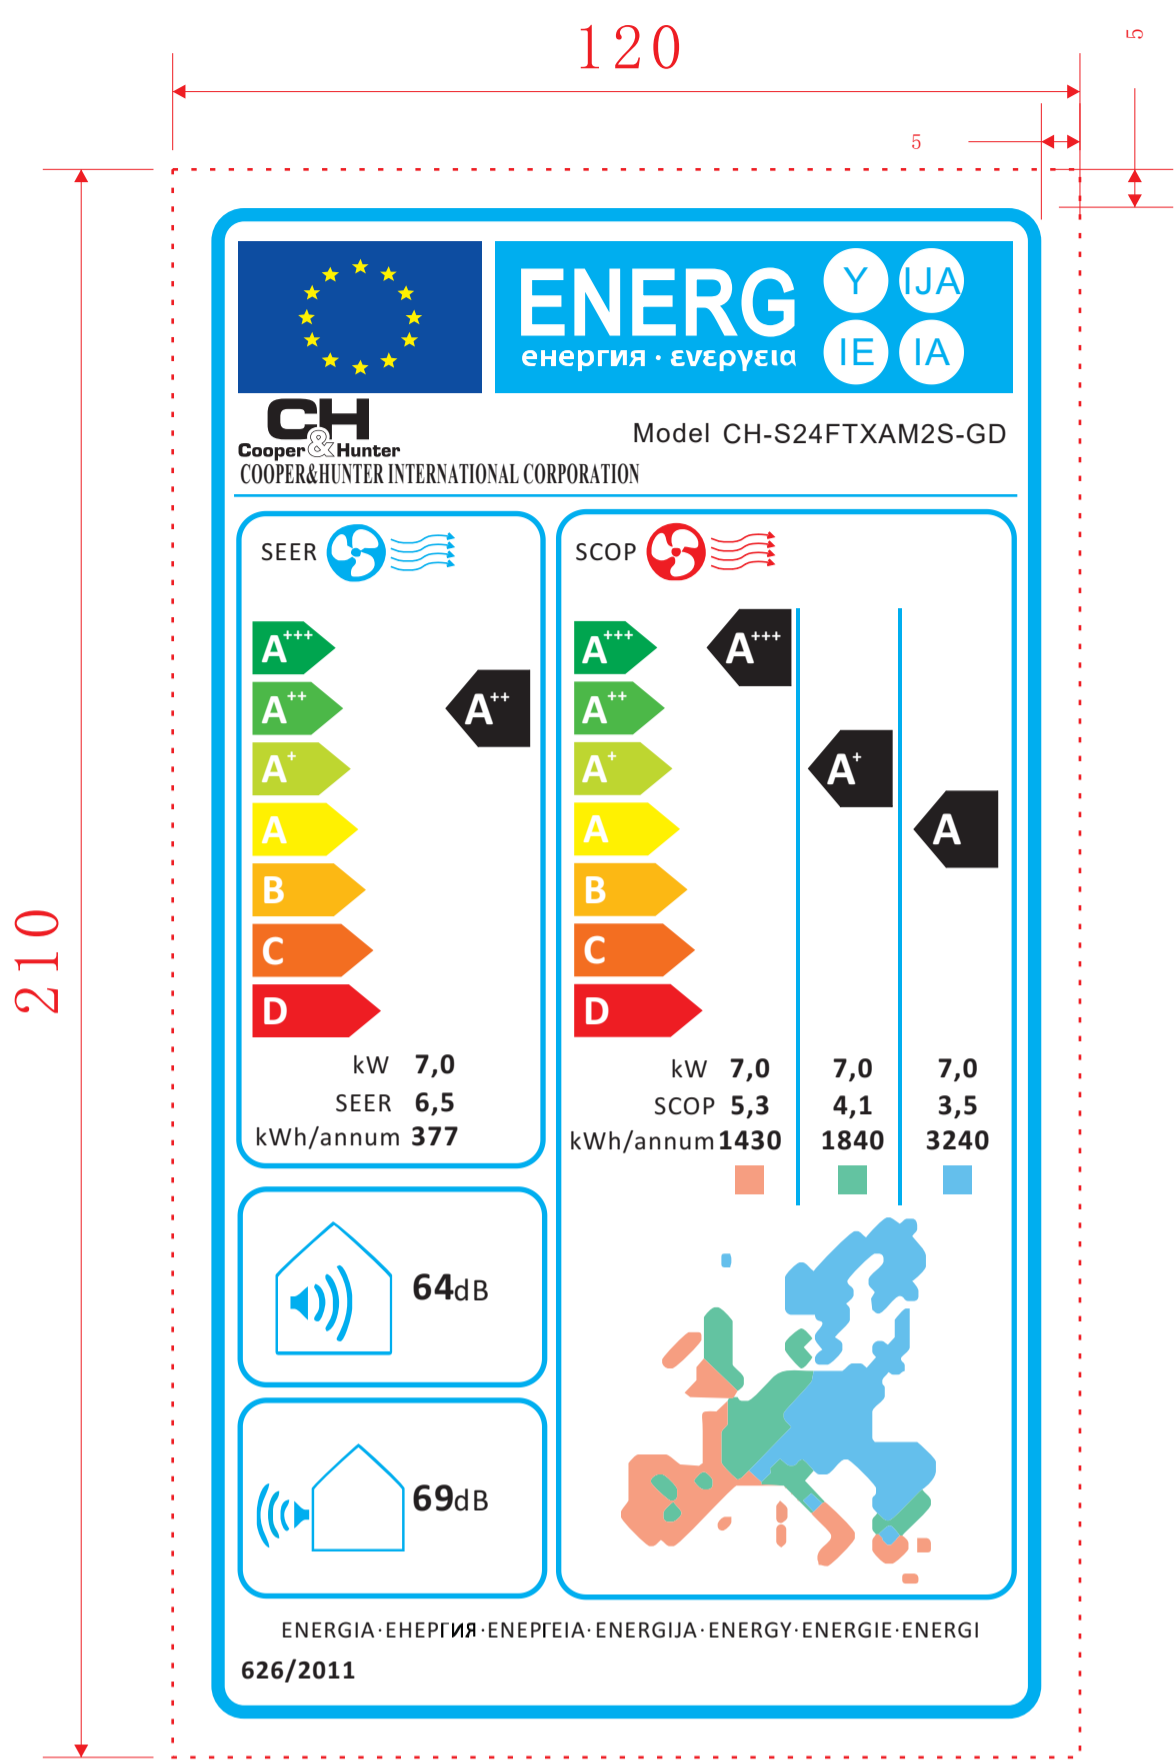 120
5
5
210
ENERG
енергия · ενεργεια
Y IJA
IE IA
CH
Cooper & Hunter
Model CH-S24FTXAM2S-GD
COOPER&HUNTER INTERNATIONAL CORPORATION
SEER
A+++
A++
A++
A+
A
B
C
D
kW 7,0
SEER 6,5
kWh/annum 377
SCOP
A+++
A+++
A++
A+
A+
A
A
B
C
D
kW 7,0 7,0 7,0
SCOP 5,3 4,1 3,5
kWh/annum 1430 1840 3240
64dB
69dB
ENERGIA·ЕНЕРГИЯ·ΕΝΕΡΓΕΙΑ·ENERGIJA·ENERGY·ENERGIE·ENERGI
626/2011